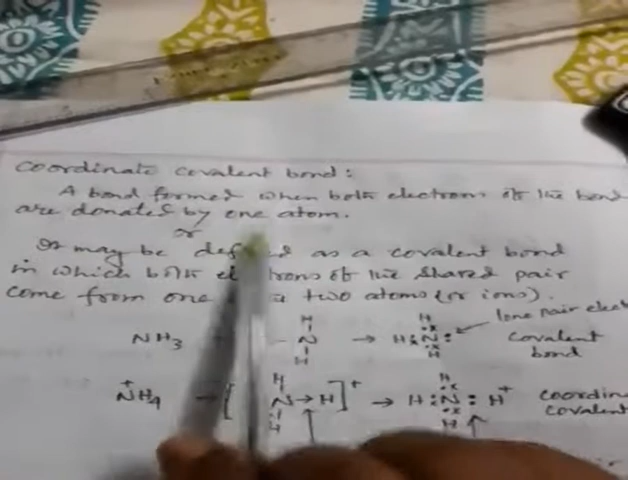 Coordinate covalent bond:
A bond formed when both electrons of the bond
are donated by one atom.
or
It may be defined as a covalent bond
in which both electrons of the shared pair
come from one two atoms (or ions).
H
NH3 N → H N : lone pair
H H covalent
bond
NH4 + → [ H N → H ] + → H : N : H+
covalent
H H